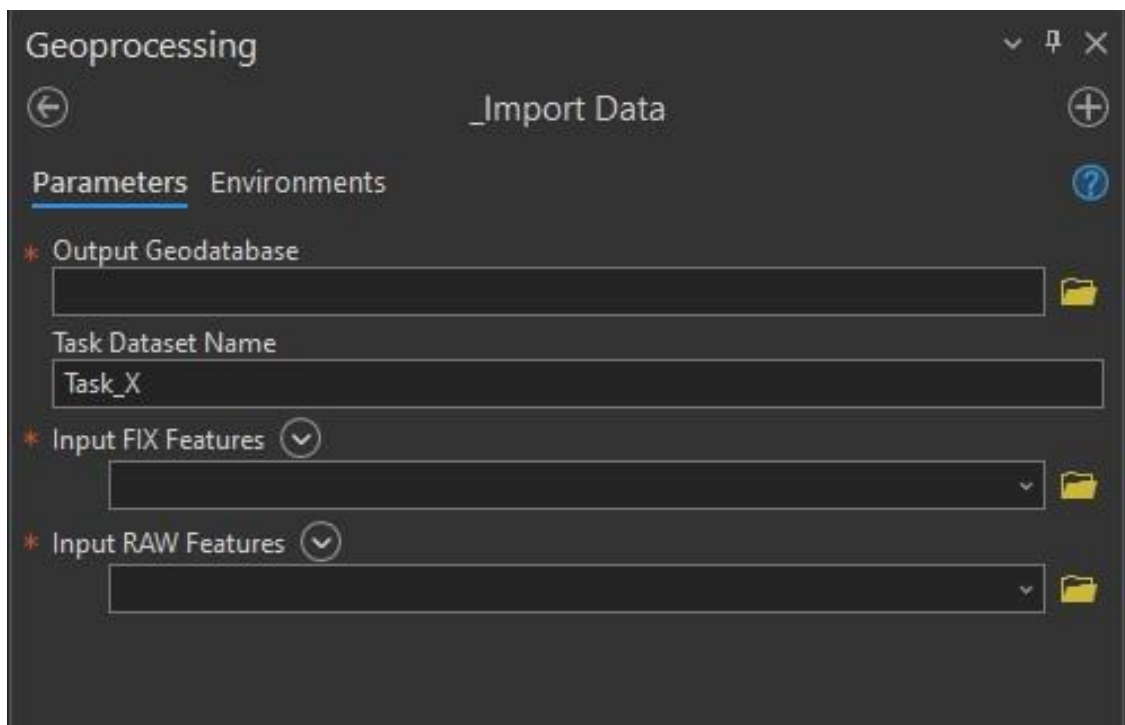 Geoprocessing
_Import Data
Parameters Environments
* Output Geodatabase
Task Dataset Name
Task_X
* Input FIX Features
* Input RAW Features